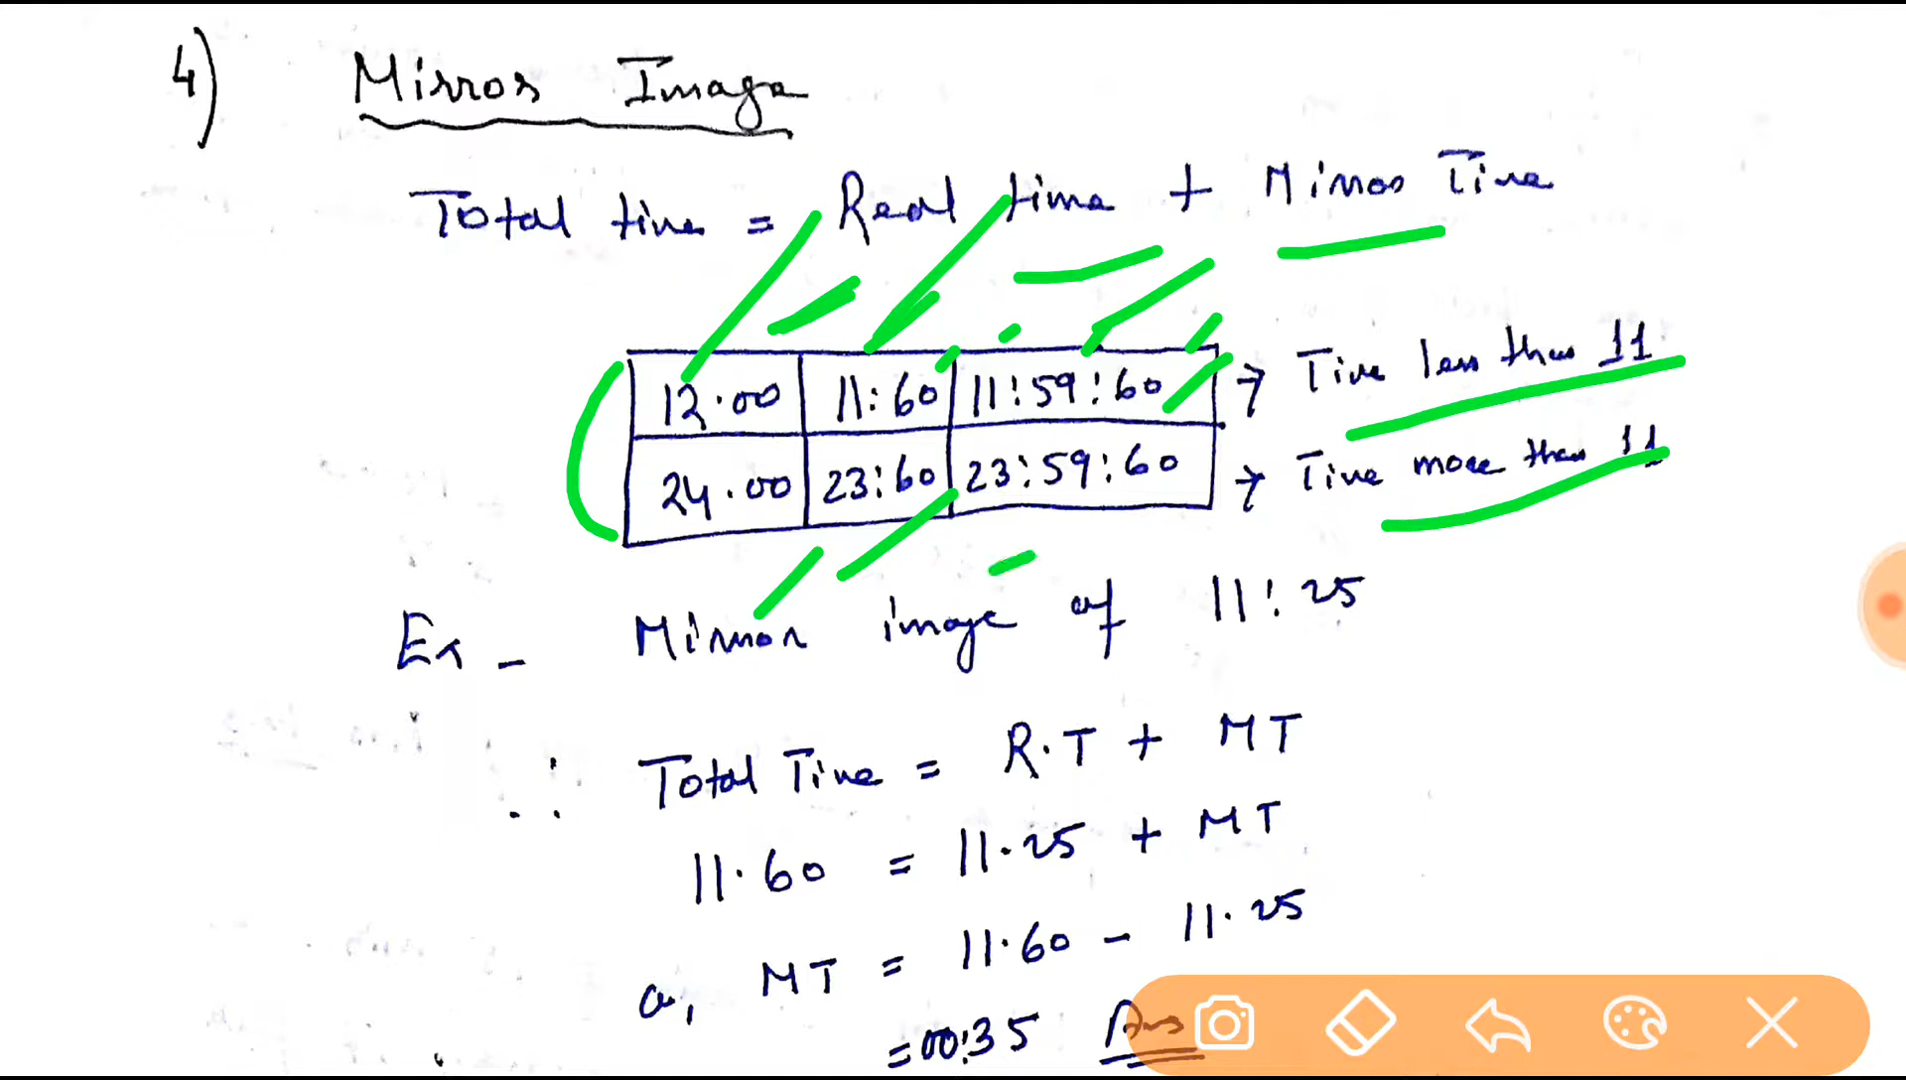 4) Mirror Image
Total time = Real time + Mirror Time
12.00 11:60 11:59:60 → Time less than 11
24.00 23:60 23:59:60 → Time more than 11
Ex - Mirror image of 11:25
∴ Total Time = R.T + MT
11.60 = 11.25 + MT
or, MT = 11.60 - 11.25
= 00:35 Ans